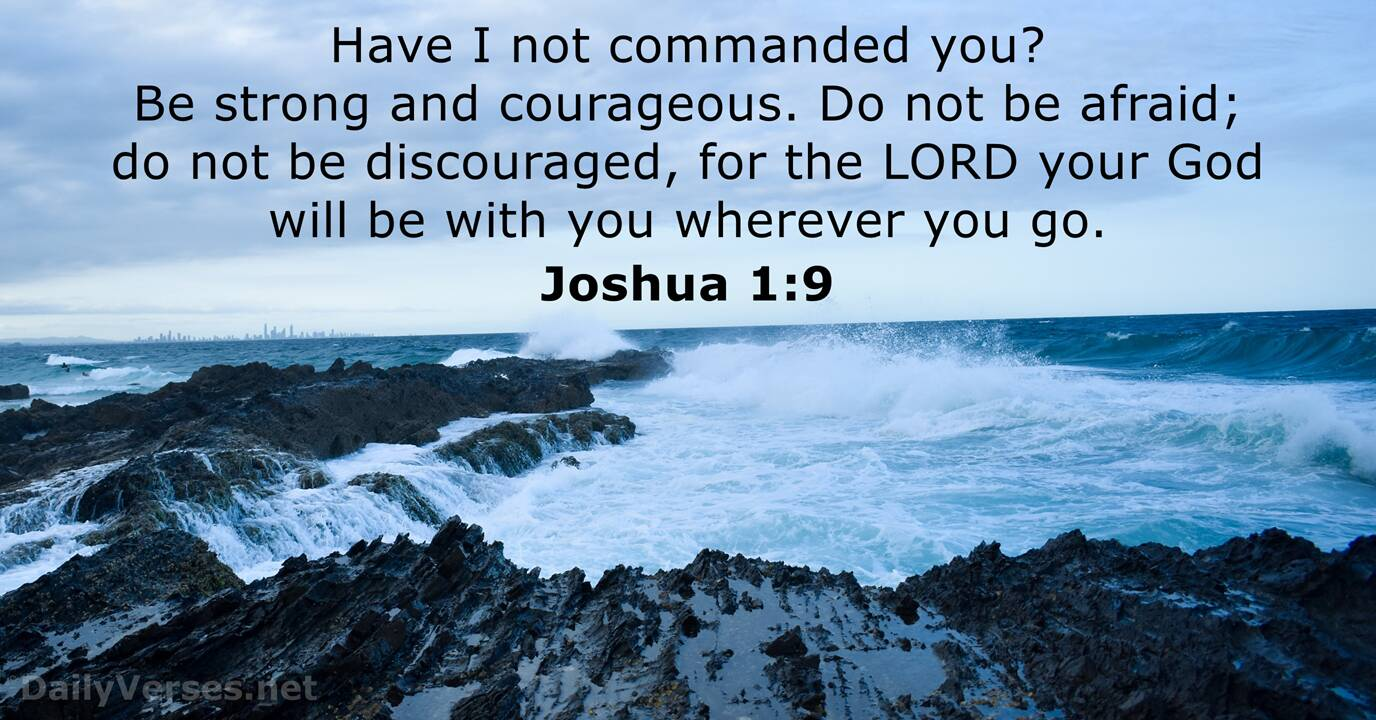 Have I not commanded you?
Be strong and courageous. Do not be afraid;
do not be discouraged, for the LORD your God
will be with you wherever you go.
Joshua 1:9
DailyVerses.net